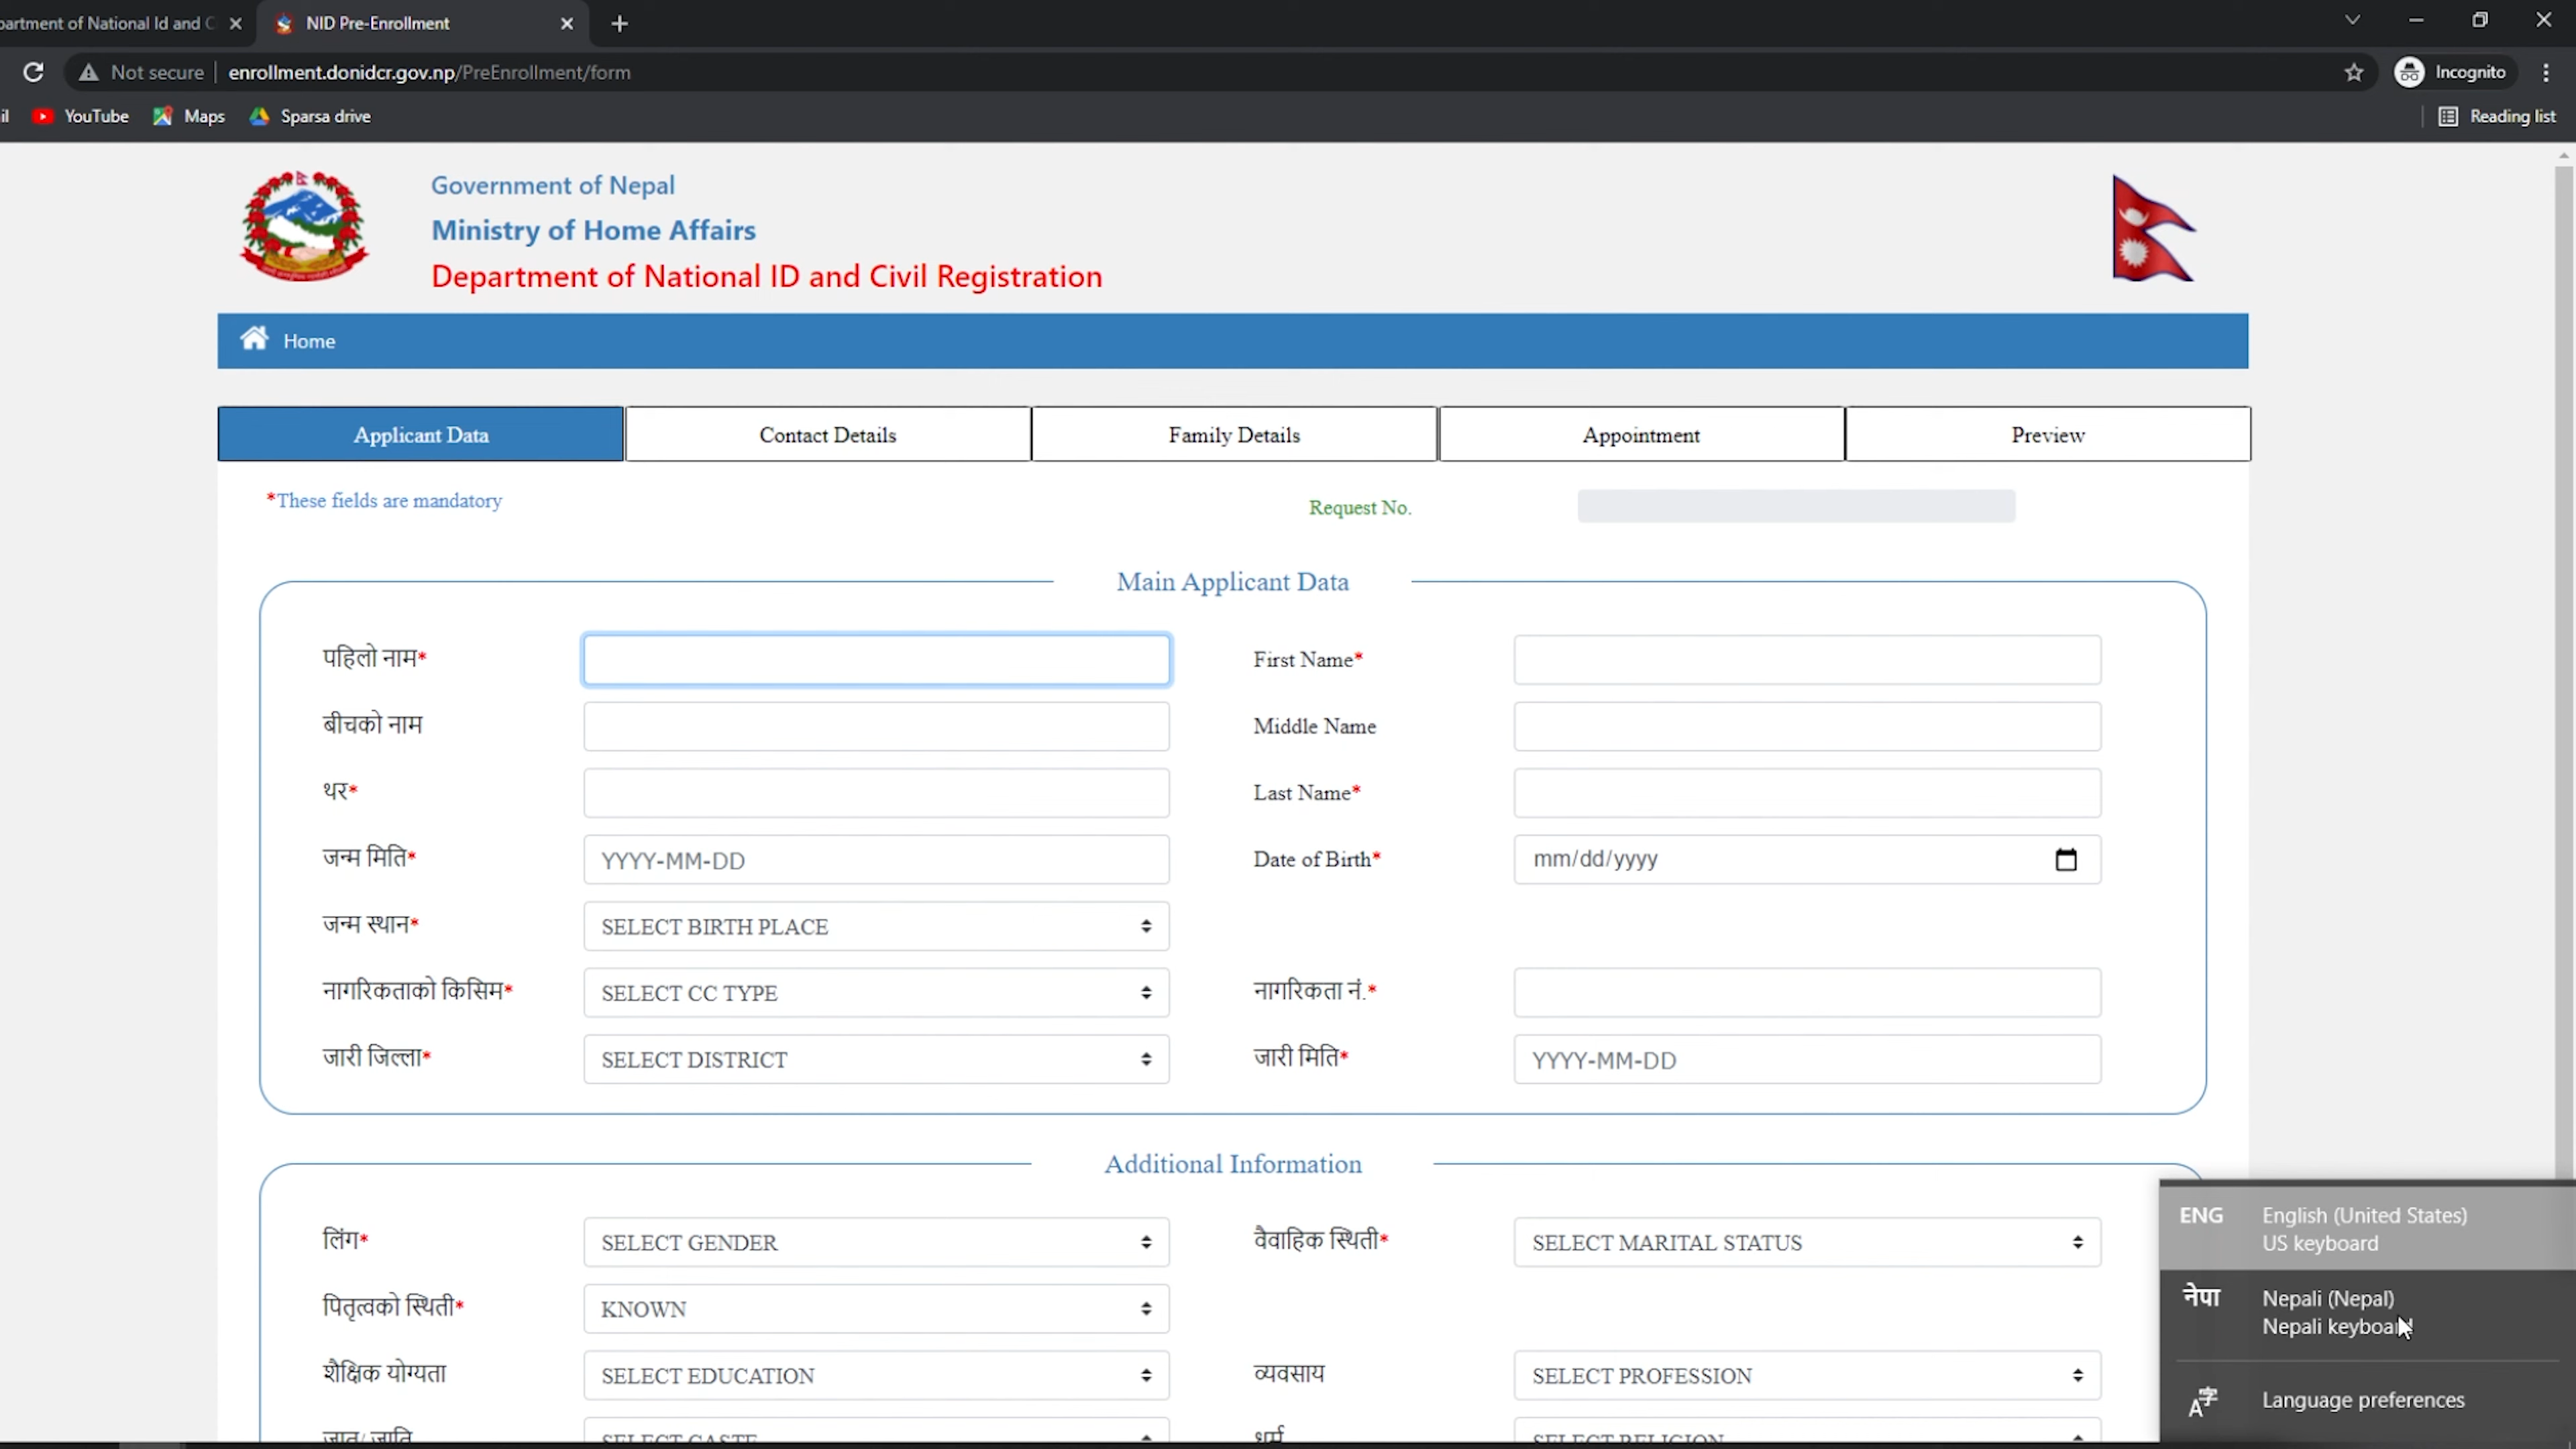 partment of National Id and C
NID Pre-Enrollment
Not secure enrollment.donidcr.gov.np/PreEnrollment/form
Incognito
YouTube Maps Sparsa drive
Reading list
Government of Nepal
Ministry of Home Affairs
Department of National ID and Civil Registration
Home
Applicant Data Contact Details Family Details Appointment Preview
*These fields are mandatory
Request No.
Main Applicant Data
पहिलो नाम* First Name*
बीचको नाम Middle Name
थर* Last Name*
जन्म मिति* YYYY-MM-DD Date of Birth* mm/dd/yyyy
जन्म स्थान* SELECT BIRTH PLACE
नागरिकताको किसिम* SELECT CC TYPE नागरिकता नं.*
जारी जिल्ला* SELECT DISTRICT जारी मिति* YYYY-MM-DD
Additional Information
लिंग* SELECT GENDER वैवाहिक स्थिती* SELECT MARITAL STATUS
पितृत्वको स्थिती* KNOWN
शैक्षिक योग्यता SELECT EDUCATION व्यवसाय SELECT PROFESSION
जात/ जाति SELECT CASTE धर्म SELECT RELIGION
ENG English (United States)
US keyboard
नेपा Nepali (Nepal)
Nepali keyboard
Language preferences